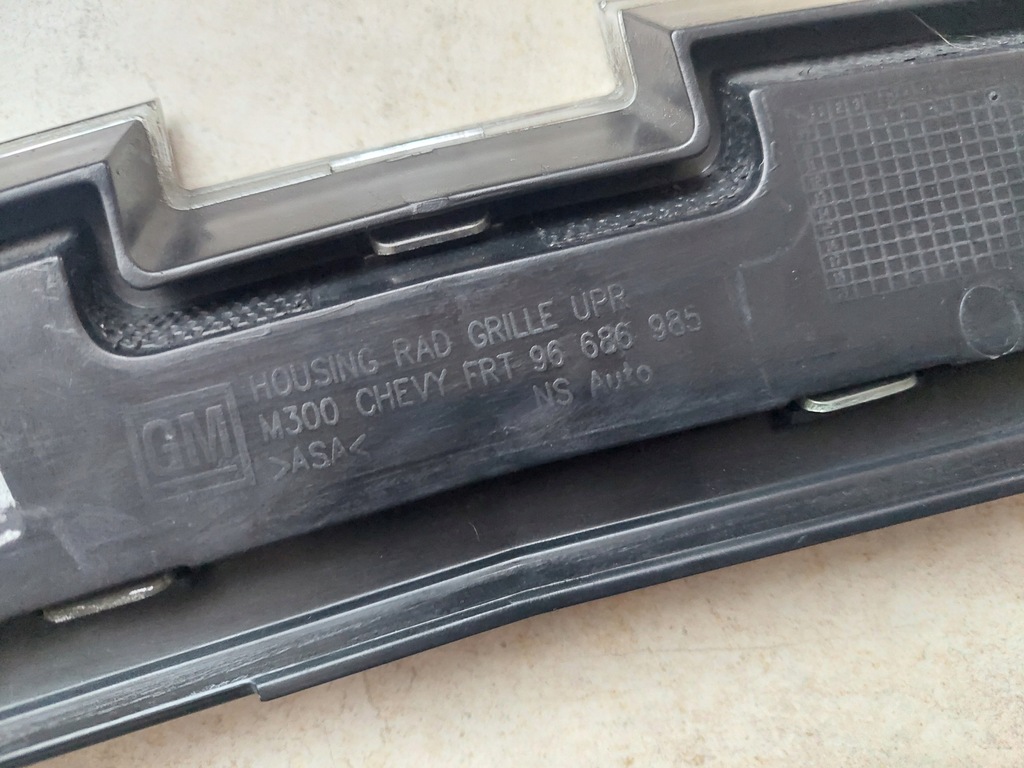 GM
HOUSING RAD GRILLE UPR
M300 CHEVY FRT 96 686 985
>ASA< NS Auto